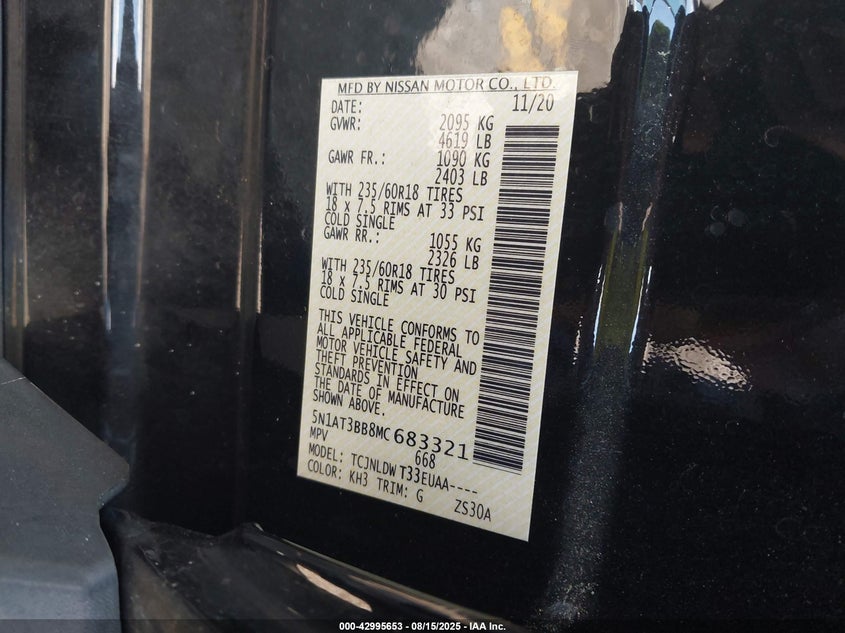 MFD BY NISSAN MOTOR CO., LTD.
DATE: 11/20
GVWR: 2095 KG
4619 LB
GAWR FR.: 1090 KG
2403 LB
WITH 235/60R18 TIRES
18 x 7.5 RIMS AT 33 PSI
COLD SINGLE
GAWR RR.: 1055 KG
2326 LB
WITH 235/60R18 TIRES
18 x 7.5 RIMS AT 30 PSI
COLD SINGLE
THIS VEHICLE CONFORMS TO
ALL APPLICABLE FEDERAL
MOTOR VEHICLE SAFETY AND
THEFT PREVENTION
STANDARDS IN EFFECT ON
THE DATE OF MANUFACTURE
SHOWN ABOVE.
5N1AT3BB8MC683321
MPV 668
MODEL: TCJNLDW T33EUAA----
COLOR: KH3 TRIM: G ZS30A
000-42995653 - 08/15/2025 - IAA Inc.